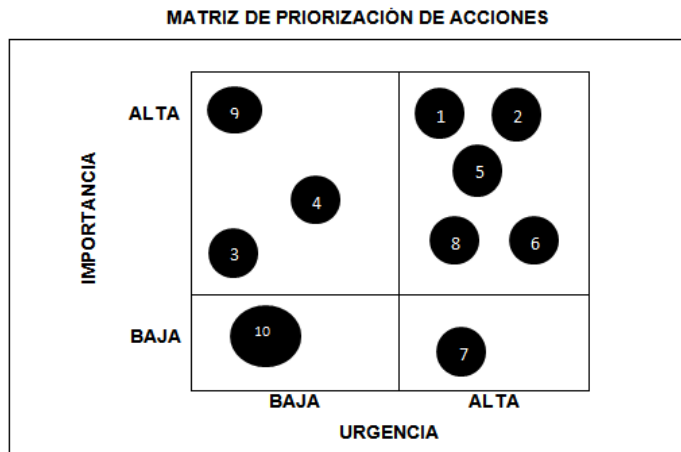 MATRIZ DE PRIORIZACIÓN DE ACCIONES
ALTA
9
1
2
5
4
8
6
3
IMPORTANCIA
BAJA
10
7
BAJA
ALTA
URGENCIA